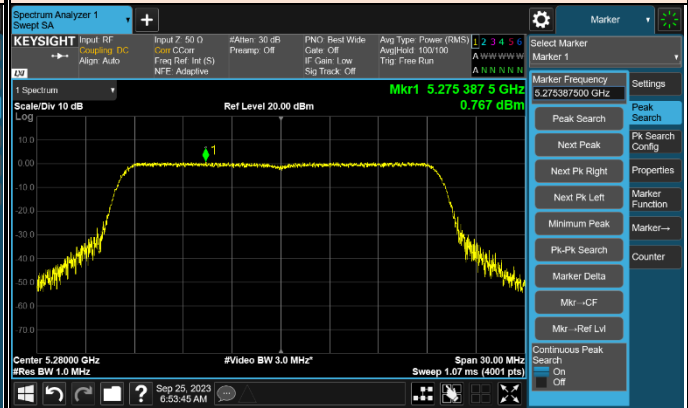 Spectrum Analyzer 1
Swept SA
+
Marker
KEYSIGHT
Input: RF
Coupling: DC
Align: Auto
Input Z: 50 Ω
Corr CCorr
Freq Ref: Int (S)
NFE: Adaptive
#Atten: 30 dB
Preamp: Off
PNO: Best Wide
Gate: Off
IF Gain: Low
Sig Track: Off
Avg Type: Power (RMS)
Avg|Hold: 100/100
Trig: Free Run
1 2 3 4 5 6
A W W W W W
A N N N N N
LXI
Select Marker
Marker 1
1 Spectrum
Scale/Div 10 dB
Log
Ref Level 20.00 dBm
Mkr1 5.275 387 5 GHz
0.767 dBm
10.0
0.00
-10.0
-20.0
-30.0
-40.0
-50.0
-60.0
-70.0
1
Center 5.28000 GHz
#Res BW 1.0 MHz
#Video BW 3.0 MHz*
Span 30.00 MHz
Sweep 1.07 ms (4001 pts)
Marker Frequency
5.275387500 GHz
Peak Search
Next Peak
Next Pk Right
Next Pk Left
Minimum Peak
Pk-Pk Search
Marker Delta
Mkr→CF
Mkr→Ref Lvl
Continuous Peak
Search
On
Off
Settings
Peak
Search
Pk Search
Config
Properties
Marker
Function
Marker→
Counter
?
Sep 25, 2023
6:53:45 AM